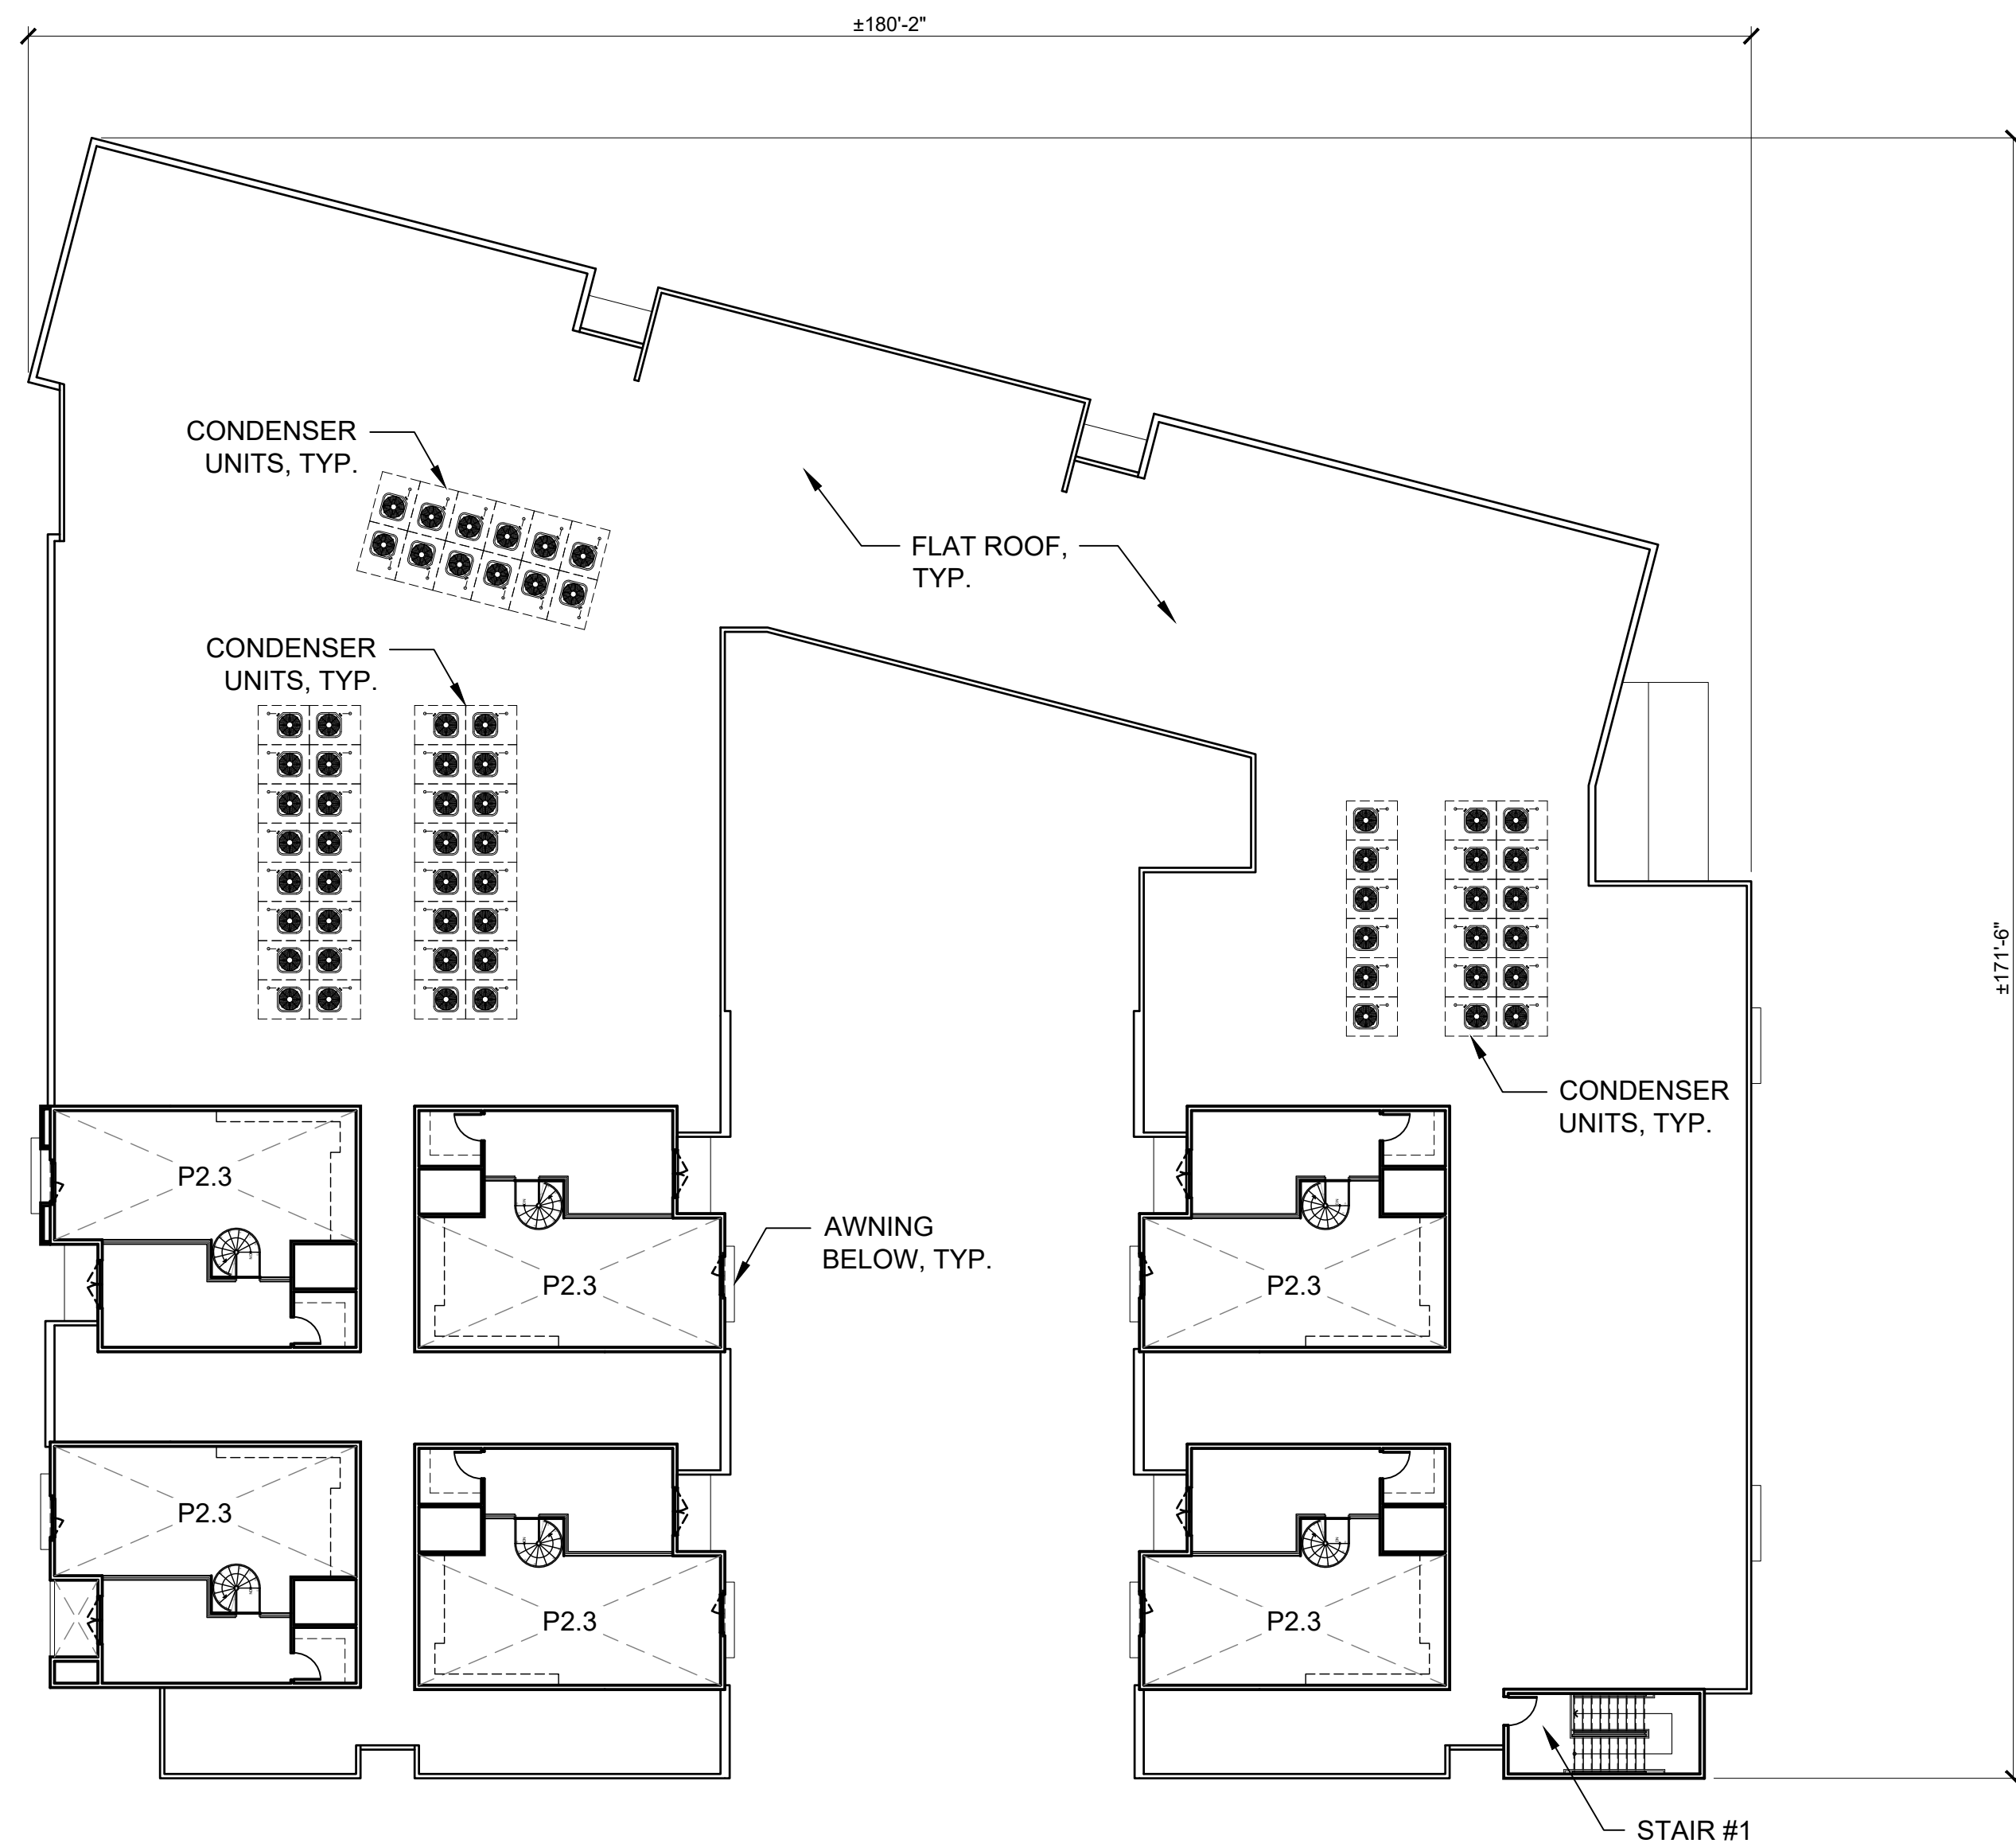 ±180'-2"
CONDENSER
UNITS, TYP.
FLAT ROOF,
TYP.
CONDENSER
UNITS, TYP.
±171'-6"
CONDENSER
UNITS, TYP.
P2.3
AWNING
BELOW, TYP.
P2.3
P2.3
P2.3
P2.3
P2.3
STAIR #1